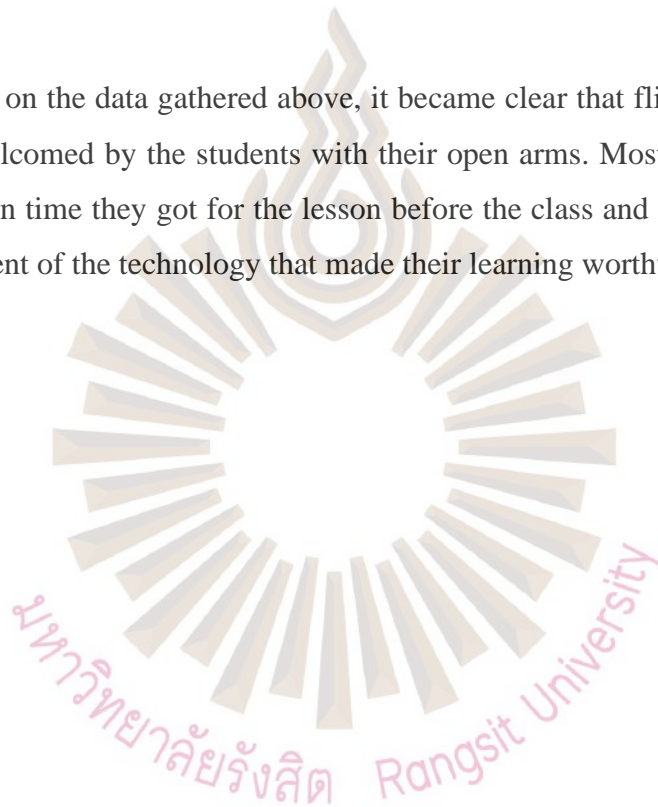 on the data gathered above, it became clear that fli
lcomed by the students with their open arms. Most
n time they got for the lesson before the class and
ent of the technology that made their learning worth
มหาวิทยาลัยรังสิต Rangsit University